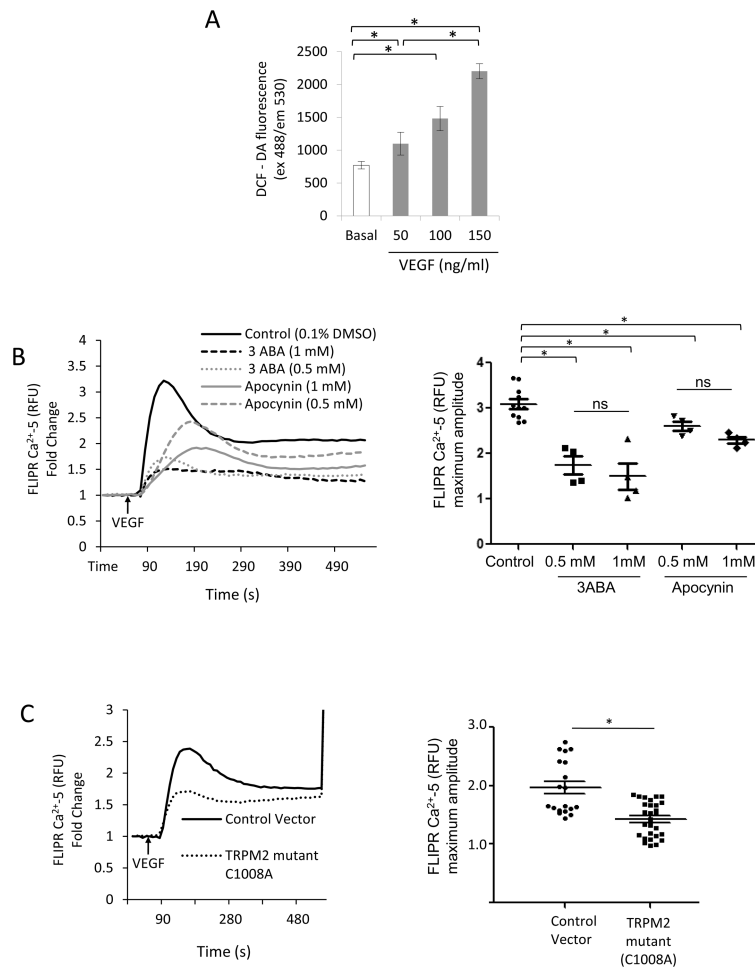 A
* 
* *
*
DCF - DA fluorescence
(ex 488/em 530)
2500
2000
1500
1000
500
0
Basal 50 100 150
VEGF (ng/ml)
B
FLIPR Ca²⁺-5 (RFU)
Fold Change
4
3.5
3
2.5
2
1.5
1
0.5
0
Control (0.1% DMSO)
3 ABA (1 mM)
3 ABA (0.5 mM)
Apocynin (1 mM)
Apocynin (0.5 mM)
VEGF
Time 90 190 290 390 490
Time (s)
FLIPR Ca²⁺-5 (RFU)
maximum amplitude
*
*
*
*
4
3
2
1
0
ns
ns
Control 0.5 mM 1mM 0.5 mM 1mM
3ABA Apocynin
C
FLIPR Ca²⁺-5 (RFU)
Fold Change
3
2.5
2
1.5
1
0.5
0
VEGF
Control Vector
TRPM2 mutant
C1008A
90 280 480
Time (s)
FLIPR Ca²⁺-5 (RFU)
maximum amplitude
3.0
2.0
1.0
*
Control
Vector
TRPM2
mutant
(C1008A)